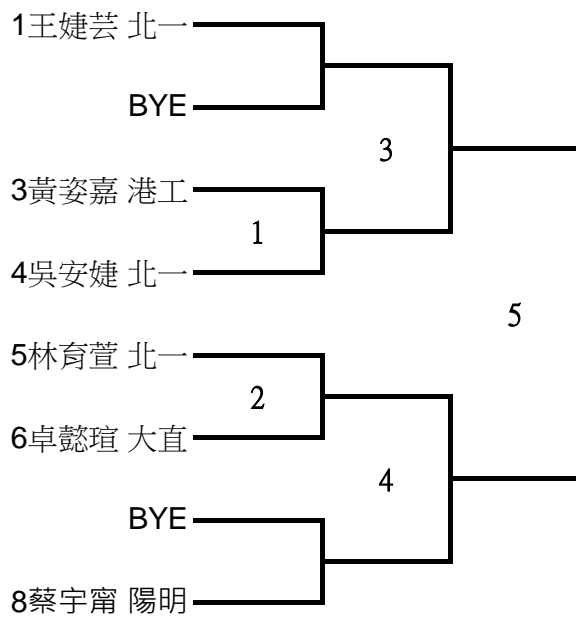 1王婕芸 北一
BYE
3
3黃姿嘉 港工
1
4吳安婕 北一
5
5林育萱 北一
2
6卓懿瑄 大直
4
BYE
8蔡宇甯 陽明